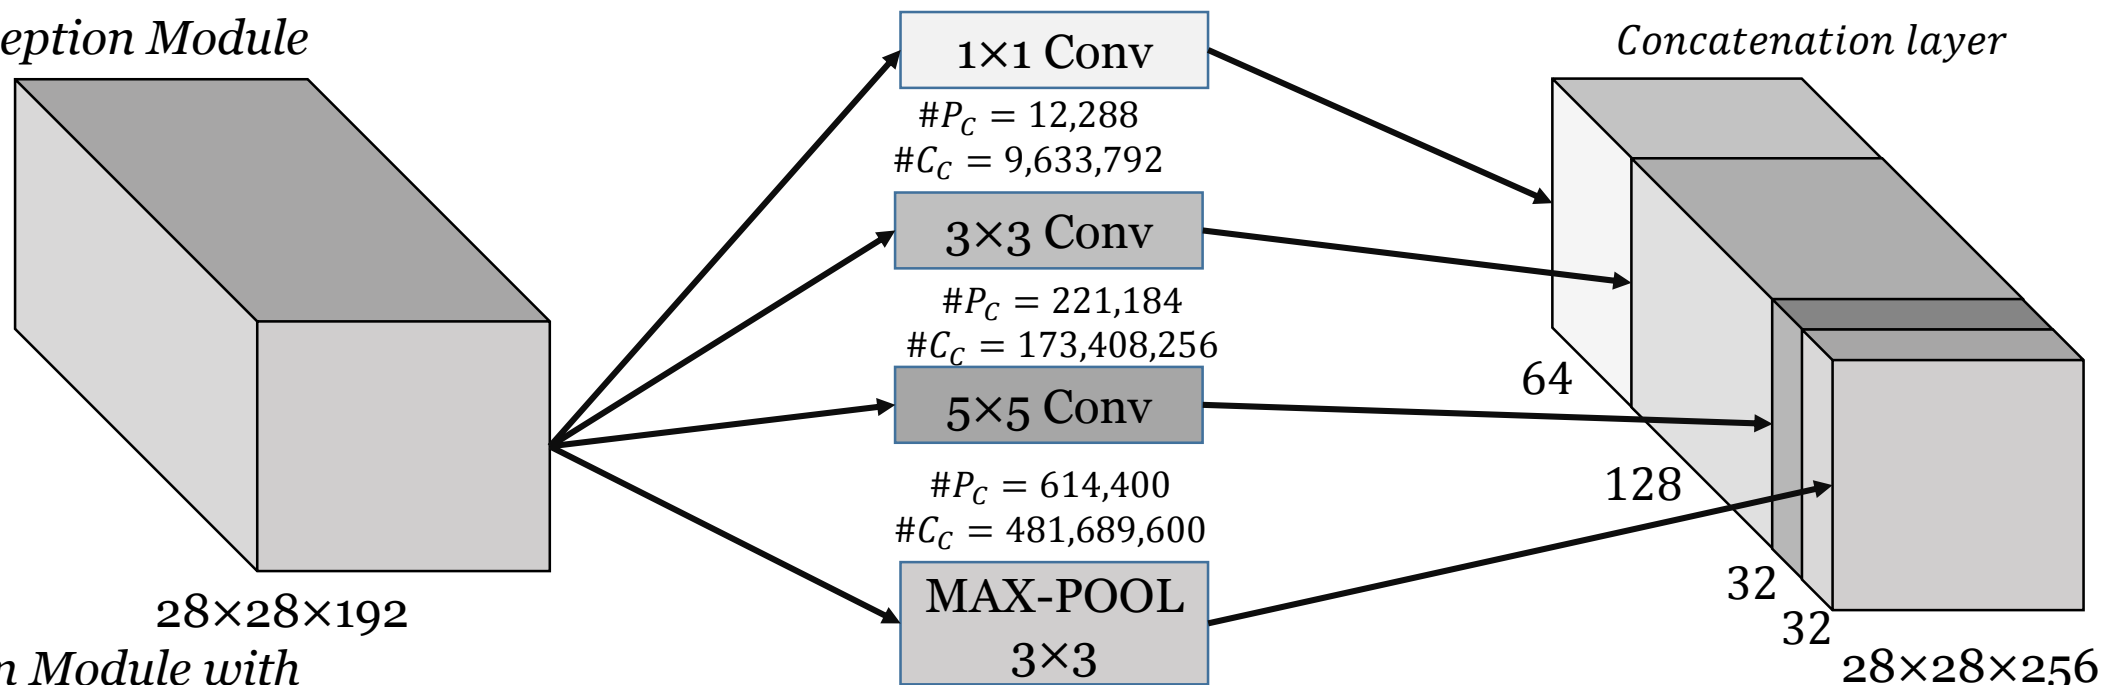 eption Module
1×1 Conv
Concatenation layer
#P_C = 12,288
#C_C = 9,633,792
3×3 Conv
#P_C = 221,184
#C_C = 173,408,256
64
5×5 Conv
128
#P_C = 614,400
#C_C = 481,689,600
32
MAX-POOL
3×3
32
28×28×192
28×28×256
n Module with